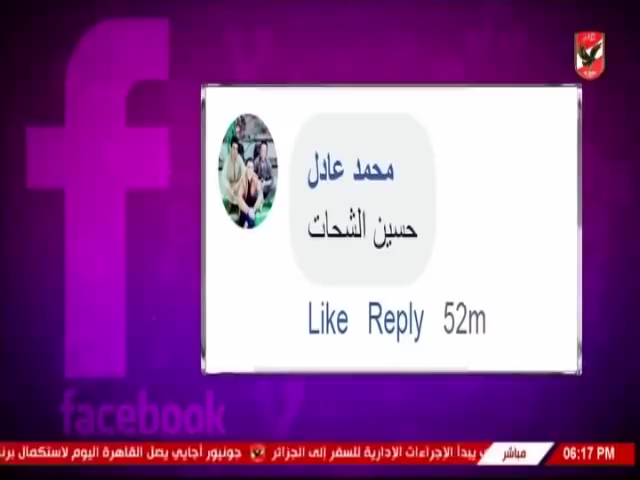 محمد عادل
حسين الشحات
Like Reply 52m
facebook
يبدأ الإجراءات الإدارية للسفر إلى الجزائر جونيور أجايي يصل القاهرة اليوم لاستكمال
مباشر
06:17 PM